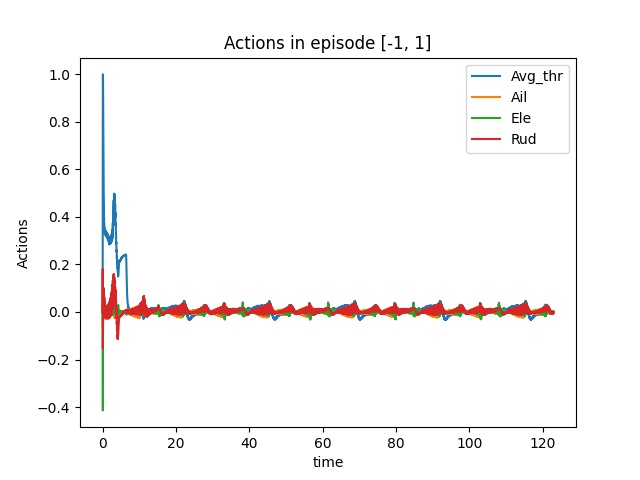 Actions in episode [-1, 1]
Avg_thr
Ail
Ele
Rud
1.0
0.8
0.6
0.4
0.2
0.0
−0.2
−0.4
Actions
0 20 40 60 80 100 120
time